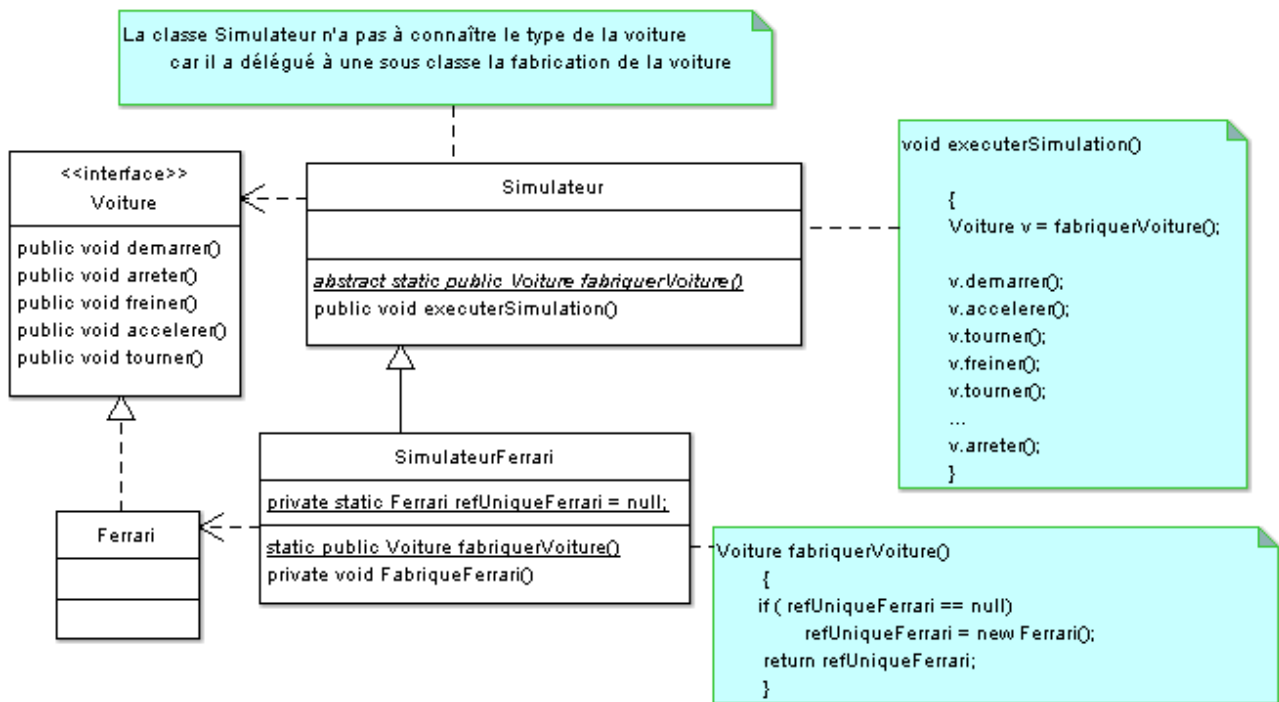 La classe Simulateur n'a pas à connaître le type de la voiture
car il a délégué à une sous classe la fabrication de la voiture
<<interface>>
Voiture
public void demarrer()
public void arreter()
public void freiner()
public void accelerer()
public void tourner()
Simulateur
abstract static public Voiture fabriquerVoiture()
public void executerSimulation()
void executerSimulation()
{
Voiture v = fabriquerVoiture();
v.demarrer();
v.accelerer();
v.tourner();
v.freiner();
v.tourner();
...
v.arreter();
}
SimulateurFerrari
private static Ferrari refUniqueFerrari = null;
static public Voiture fabriquerVoiture()
private void FabriqueFerrari()
Ferrari
Voiture fabriquerVoiture()
{
if ( refUniqueFerrari == null)
refUniqueFerrari = new Ferrari();
return refUniqueFerrari;
}